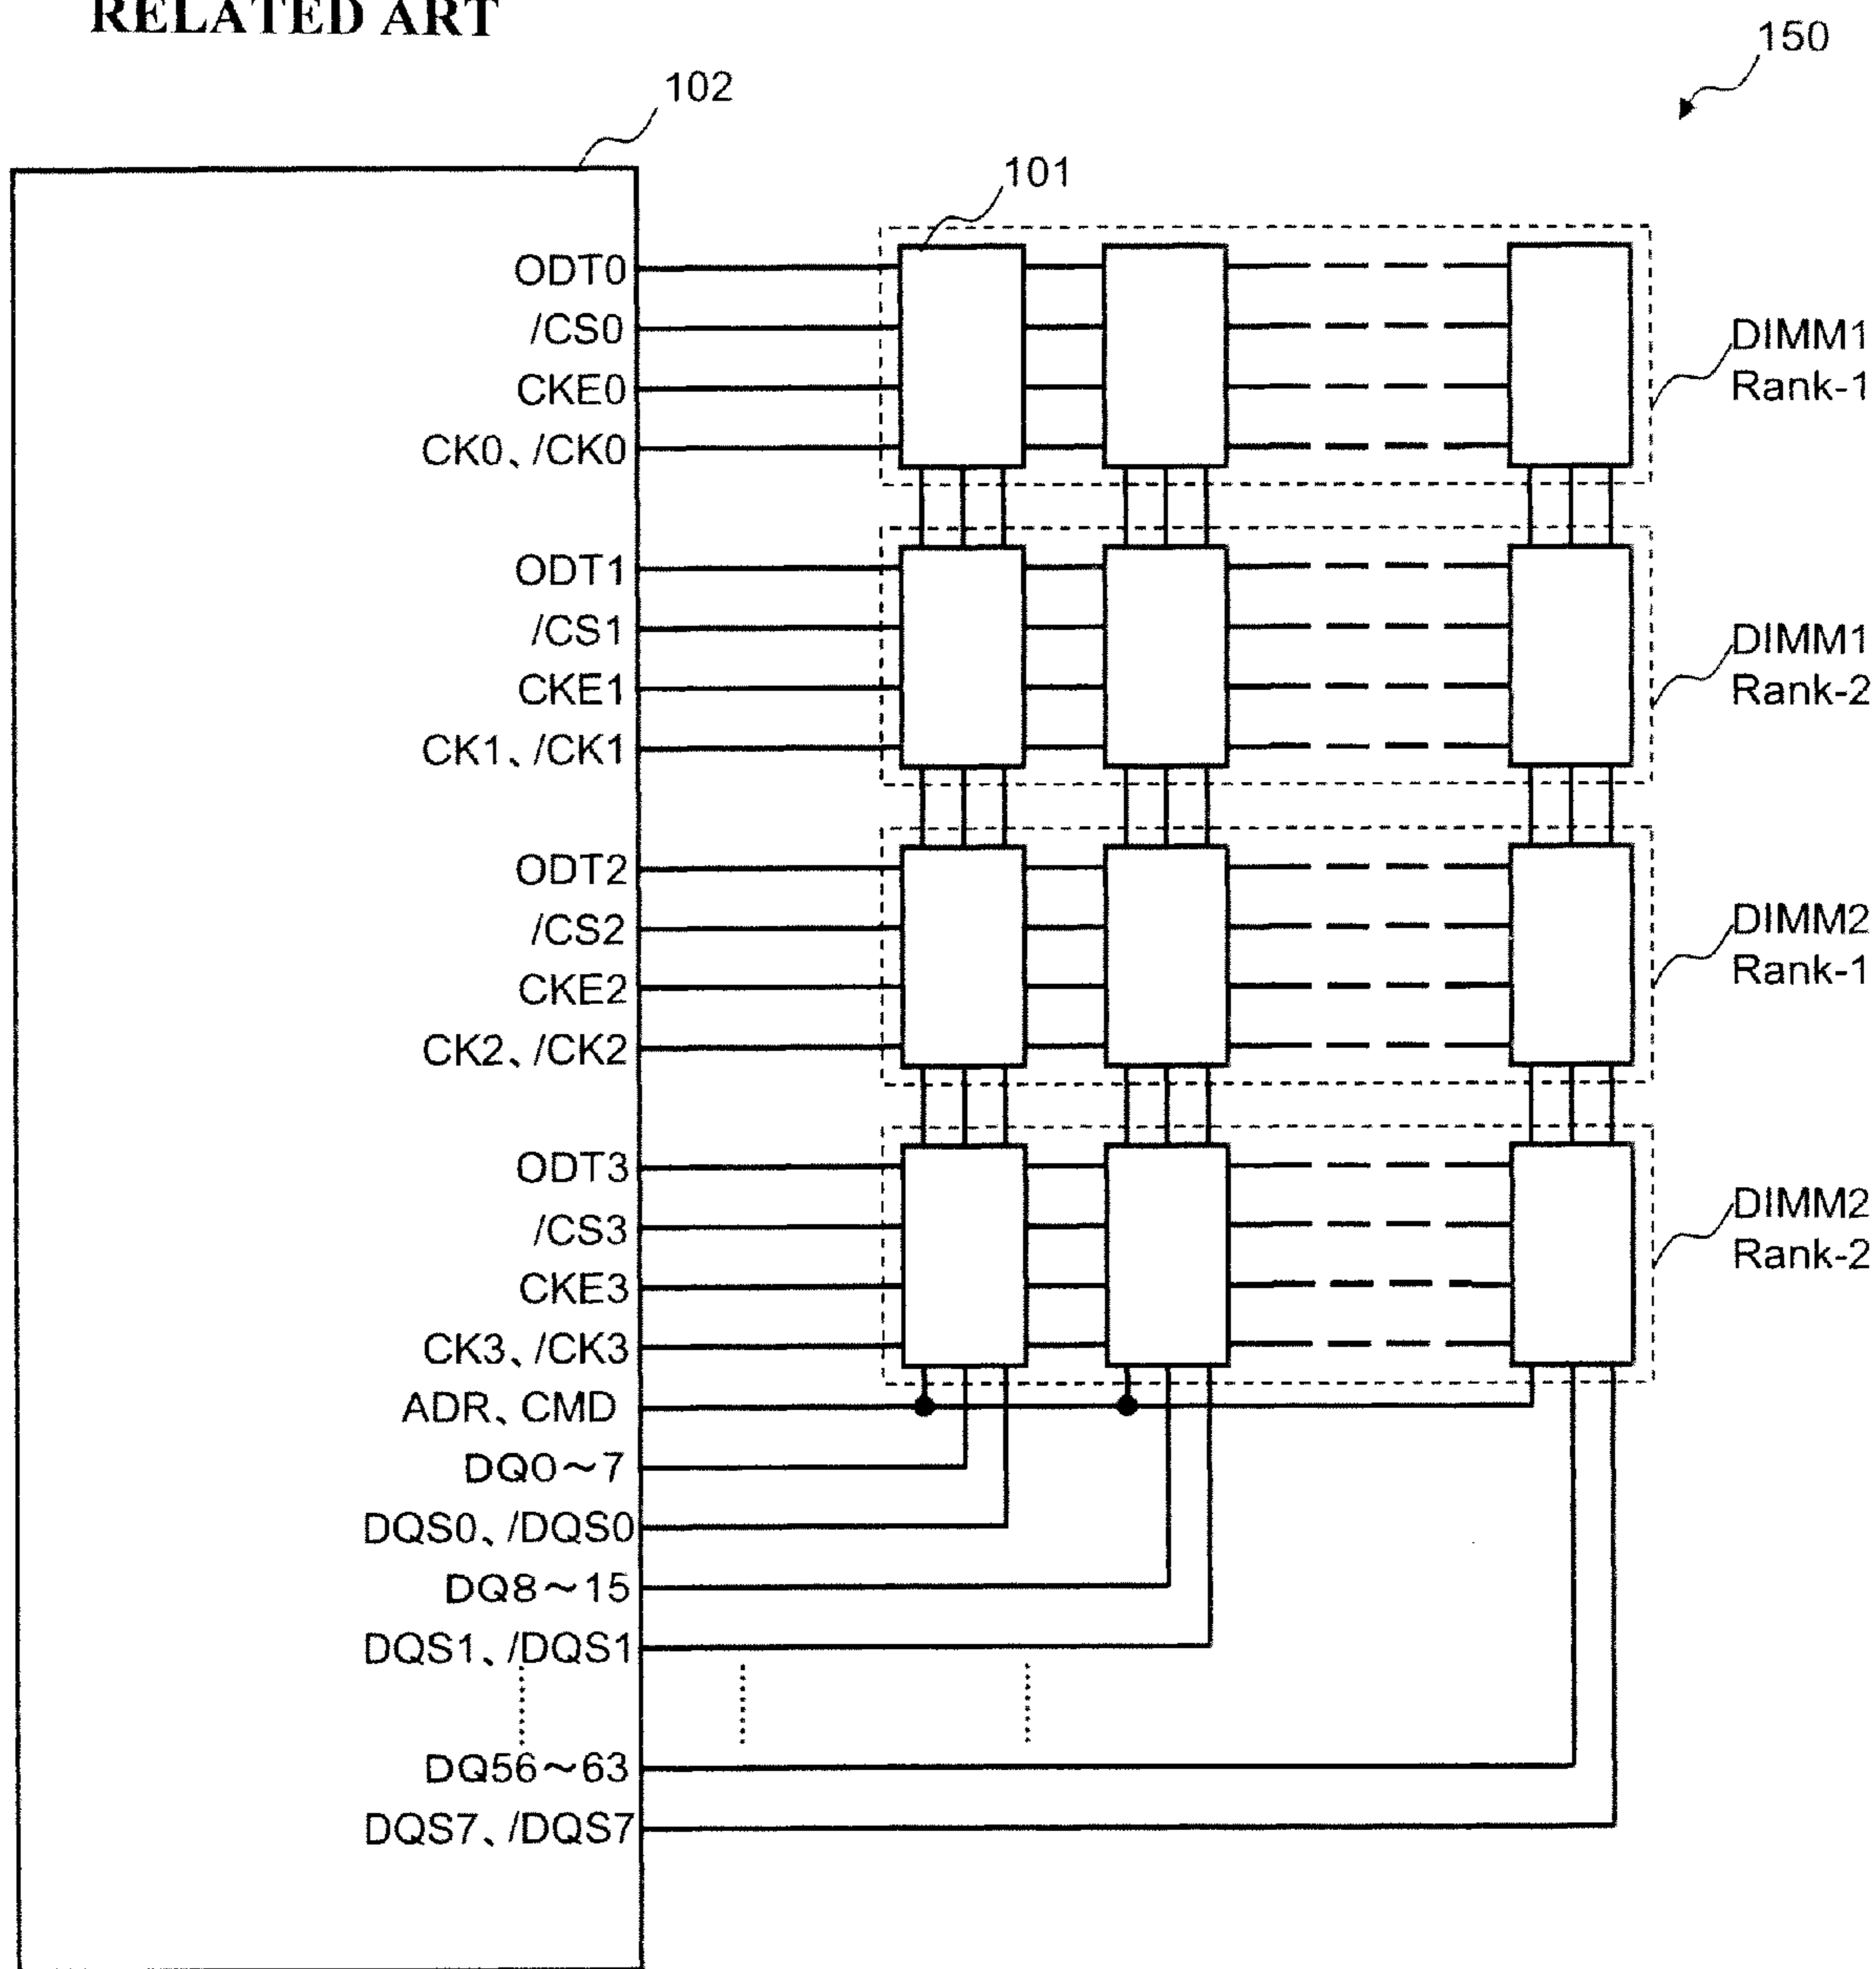 RELATED ART
150
102
101
ODT0
/CS0
CKE0
CK0、/CK0
DIMM1
Rank-1
ODT1
/CS1
CKE1
CK1、/CK1
DIMM1
Rank-2
ODT2
/CS2
CKE2
CK2、/CK2
DIMM2
Rank-1
ODT3
/CS3
CKE3
CK3、/CK3
DIMM2
Rank-2
ADR、CMD
DQ0～7
DQS0、/DQS0
DQ8～15
DQS1、/DQS1
DQ56～63
DQS7、/DQS7